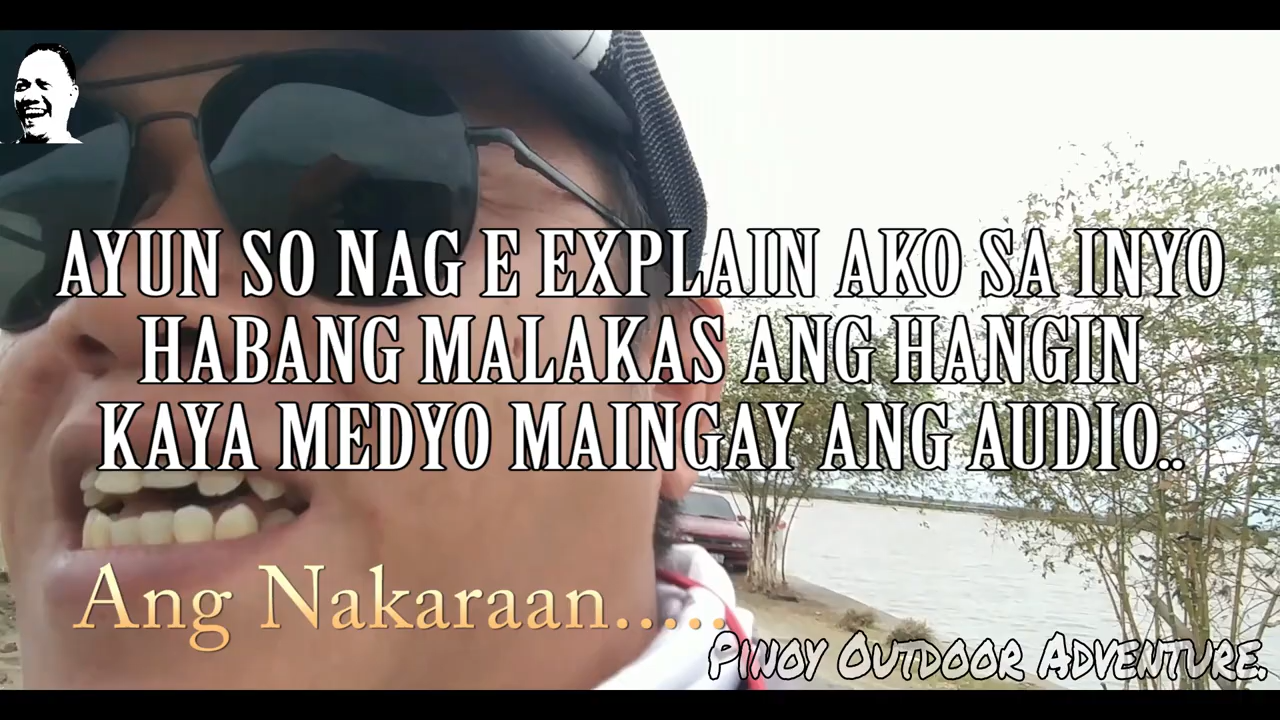 AYUN SO NAG E EXPLAIN AKO SA INYO
HABANG MALAKAS ANG HANGIN
KAYA MEDYO MAINGAY ANG AUDIO..
Ang Nakaraan.....
Pinoy Outdoor Adventure.